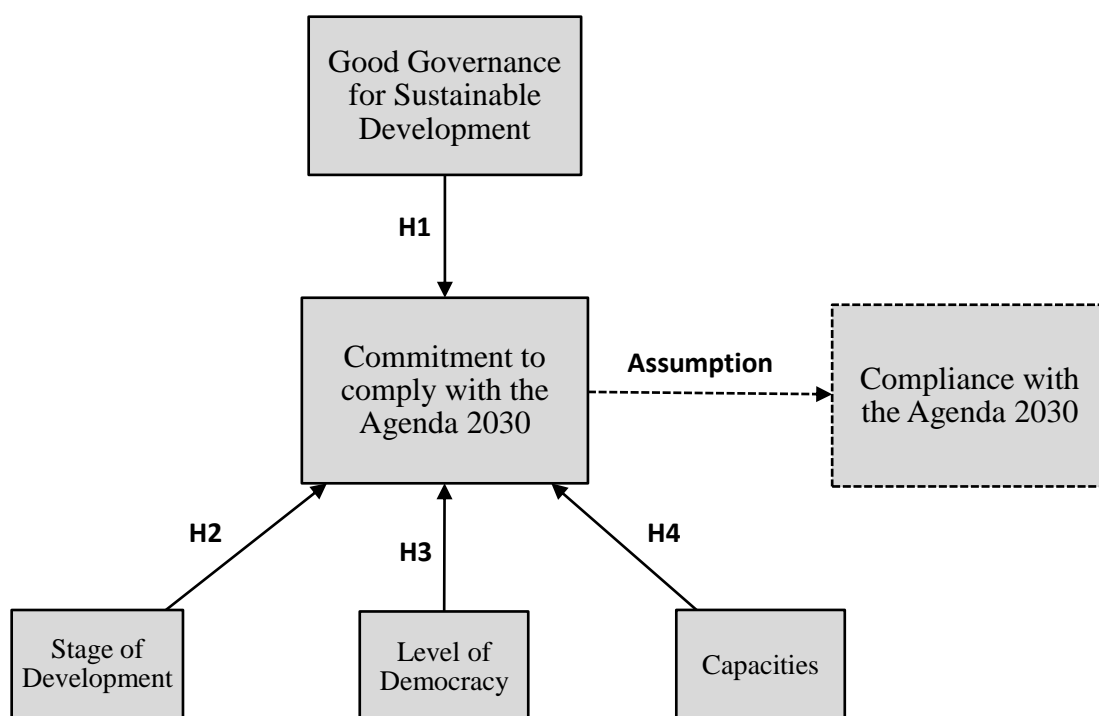 Good Governance
for Sustainable
Development
H1
Commitment to
comply with the
Agenda 2030
Assumption
Compliance with
the Agenda 2030
H2
H3
H4
Stage of
Development
Level of
Democracy
Capacities